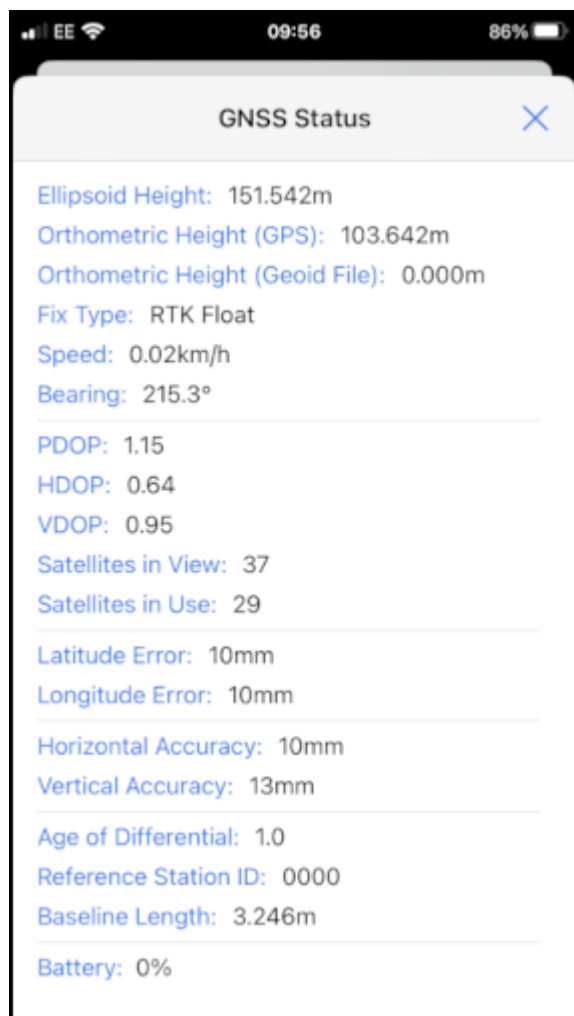 EE 09:56 86%
GNSS Status
Ellipsoid Height: 151.542m
Orthometric Height (GPS): 103.642m
Orthometric Height (Geoid File): 0.000m
Fix Type: RTK Float
Speed: 0.02km/h
Bearing: 215.3°
PDOP: 1.15
HDOP: 0.64
VDOP: 0.95
Satellites in View: 37
Satellites in Use: 29
Latitude Error: 10mm
Longitude Error: 10mm
Horizontal Accuracy: 10mm
Vertical Accuracy: 13mm
Age of Differential: 1.0
Reference Station ID: 0000
Baseline Length: 3.246m
Battery: 0%